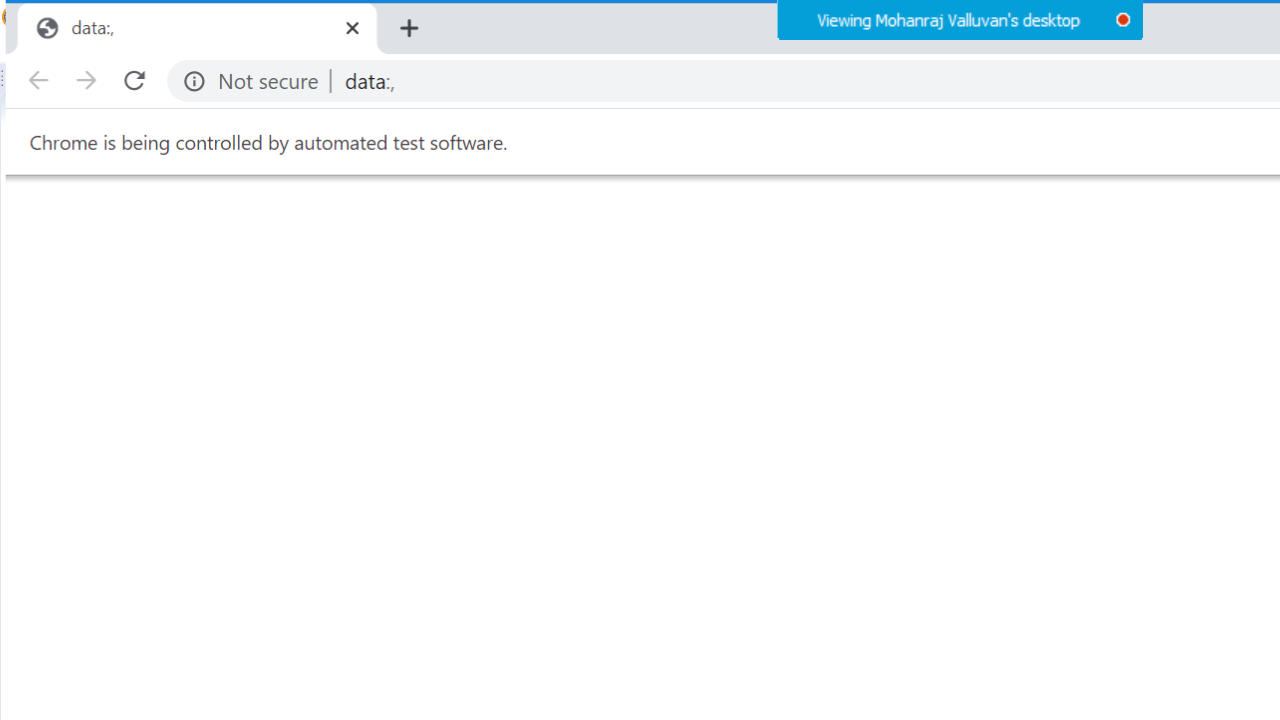 data:,
Viewing Mohanraj Valluvan's desktop
Not secure | data:,
Chrome is being controlled by automated test software.